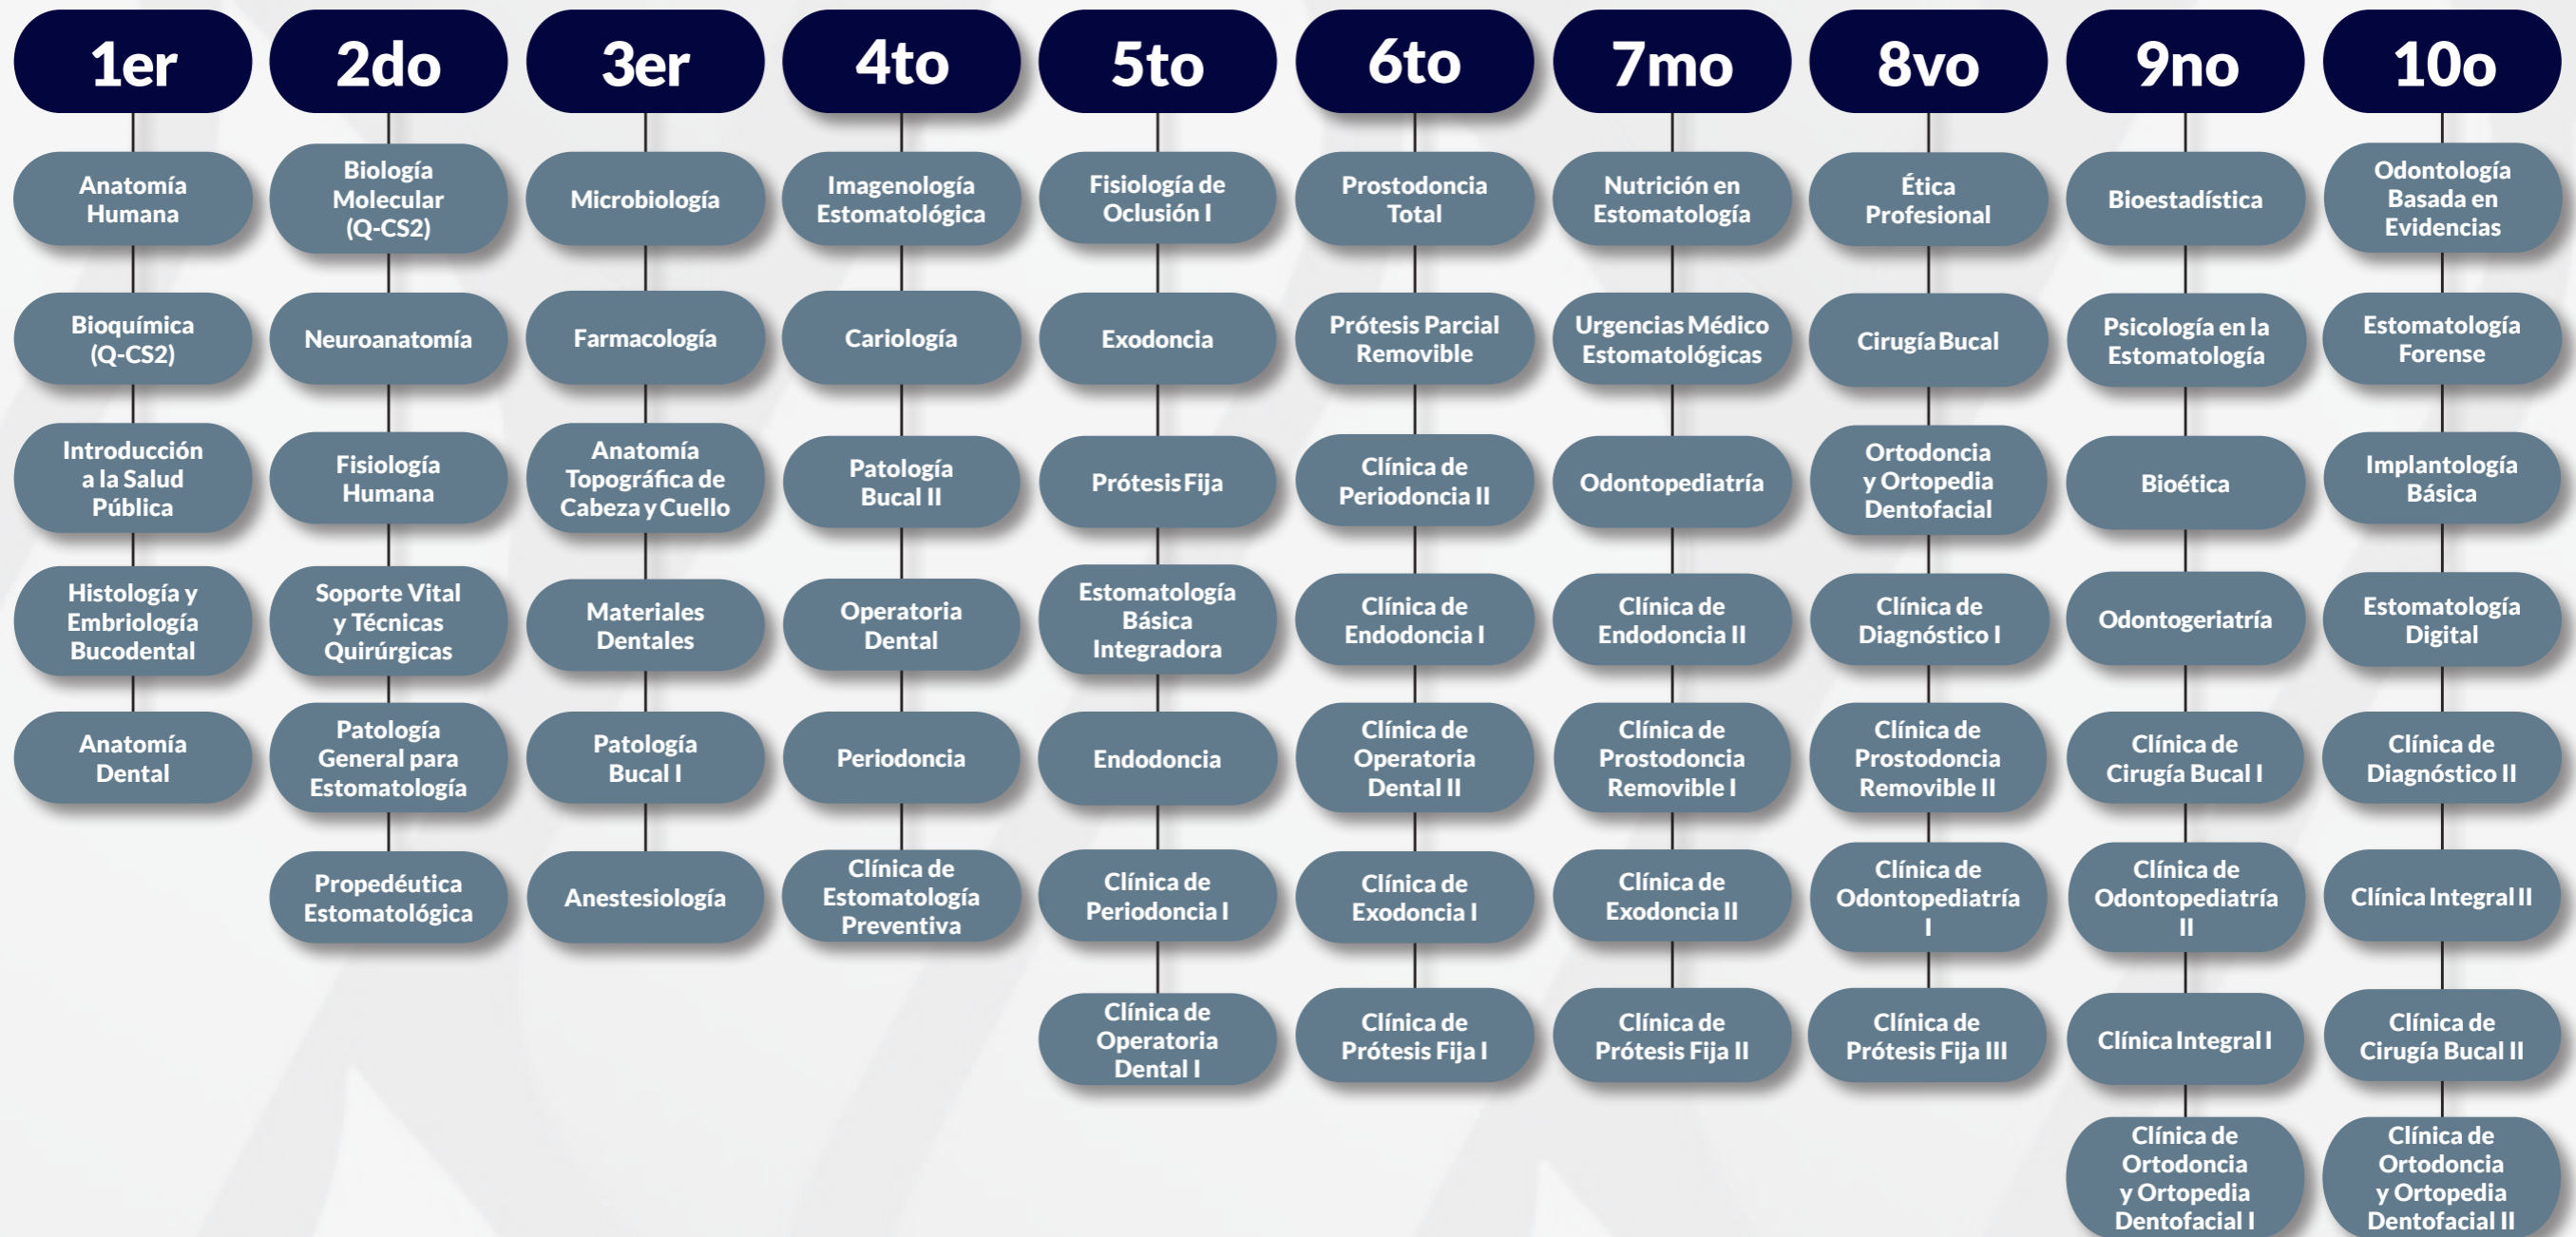 1er
Anatomía
Humana
Bioquímica
(Q-CS2)
Introducción
a la Salud
Pública
Histología y
Embriología
Bucodental
Anatomía
Dental
2do
Biología
Molecular
(Q-CS2)
Neuroanatomía
Fisiología
Humana
Soporte Vital
y Técnicas
Quirúrgicas
Patología
General para
Estomatología
Propedéutica
Estomatológica
3er
Microbiología
Farmacología
Anatomía
Topográfica de
Cabeza y Cuello
Materiales
Dentales
Patología
Bucal I
Anestesiología
4to
Imagenología
Estomatológica
Cariología
Patología
Bucal II
Operatoria
Dental
Periodoncia
Clínica de
Estomatología
Preventiva
5to
Fisiología de
Oclusión I
Exodoncia
Prótesis Fija
Estomatología
Básica
Integradora
Endodoncia
Clínica de
Periodoncia I
Clínica de
Operatoria
Dental I
6to
Prostodoncia
Total
Prótesis Parcial
Removible
Clínica de
Periodoncia II
Clínica de
Endodoncia I
Clínica de
Operatoria
Dental II
Clínica de
Exodoncia I
Clínica de
Prótesis Fija I
7mo
Nutrición en
Estomatología
Urgencias Médico
Estomatológicas
Odontopediatría
Clínica de
Endodoncia II
Clínica de
Prostodoncia
Removible I
Clínica de
Exodoncia II
Clínica de
Prótesis Fija II
8vo
Ética
Profesional
Cirugía Bucal
Ortodoncia
y Ortopedia
Dentofacial
Clínica de
Diagnóstico I
Clínica de
Prostodoncia
Removible II
Clínica de
Odontopediatría
I
Clínica de
Prótesis Fija III
9no
Bioestadística
Psicología en la
Estomatología
Bioética
Odontogeriatría
Clínica de
Cirugía Bucal I
Clínica de
Odontopediatría
II
Clínica Integral I
Clínica de
Ortodoncia
y Ortopedia
Dentofacial I
10o
Odontología
Basada en
Evidencias
Estomatología
Forense
Implantología
Básica
Estomatología
Digital
Clínica de
Diagnóstico II
Clínica Integral II
Clínica de
Cirugía Bucal II
Clínica de
Ortodoncia
y Ortopedia
Dentofacial II